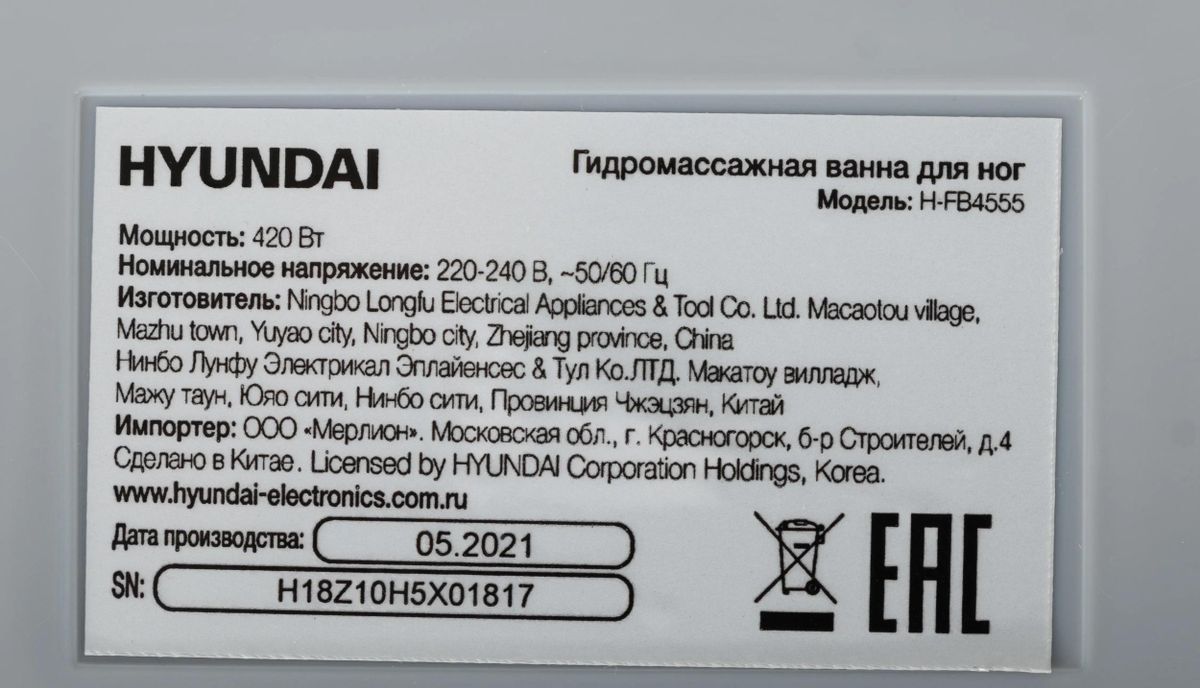 HYUNDAI
Гидромассажная ванна для ног
Модель: H-FB4555
Мощность: 420 Вт
Номинальное напряжение: 220-240 В, ~50/60 Гц
Изготовитель: Ningbo Longfu Electrical Appliances & Tool Co. Ltd. Macaotou village,
Mazhu town, Yuyao city, Ningbo city, Zhejiang province, China
Нинбо Лунфу Электрикал Эплайенсес & Тул Ко.ЛТД. Макатоу вилладж,
Мажу таун, Юяо сити, Нинбо сити, Провинция Чжэцзян, Китай
Импортер: ООО «Мерлион». Московская обл., г. Красногорск, б-р Строителей, д.4
Сделано в Китае. Licensed by HYUNDAI Corporation Holdings, Korea.
www.hyundai-electronics.com.ru
Дата производства: 05.2021
SN: H18Z10H5X01817
EAC